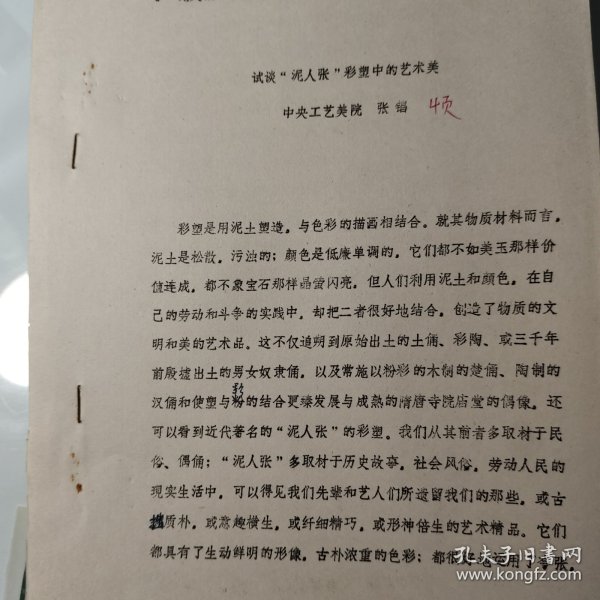 试谈“泥人张”彩塑中的艺术美
中央工艺美院 张锠
彩塑是用泥土塑造，与色彩的描画相结合。就其物质材料而言，
泥土是松散，污浊的；颜色是低廉单调的，它们都不如美玉那样价
值连成，都不象宝石那样晶莹闪亮，但人们利用泥土和颜色，在自
己的劳动和斗争的实践中，却把二者很好地结合，创造了物质的文
明和美的艺术品。这不仅追朔到原始出土的土俑、彩陶、或三千年
前殷墟出土的男女奴隶俑，以及常施以粉彩的木制的楚俑、陶制的
彩
汉俑和使塑与粉的结合更臻发展与成熟的隋唐寺院庙堂的偶像。还
可以看到近代著名的“泥人张”的彩塑。我们从其前者多取材于民
俗、偶俑；“泥人张”多取材于历史故事，社会风俗，劳动人民的
现实生活中，可以得见我们先辈和艺人们所遗留我们的那些，或古
质朴，或意趣横生，或纤细精巧，或形神倍生的艺术精品。它们
都具有了生动鲜明的形像，古朴浓重的色彩；都很
孔夫子旧书网
www.kongfz.com